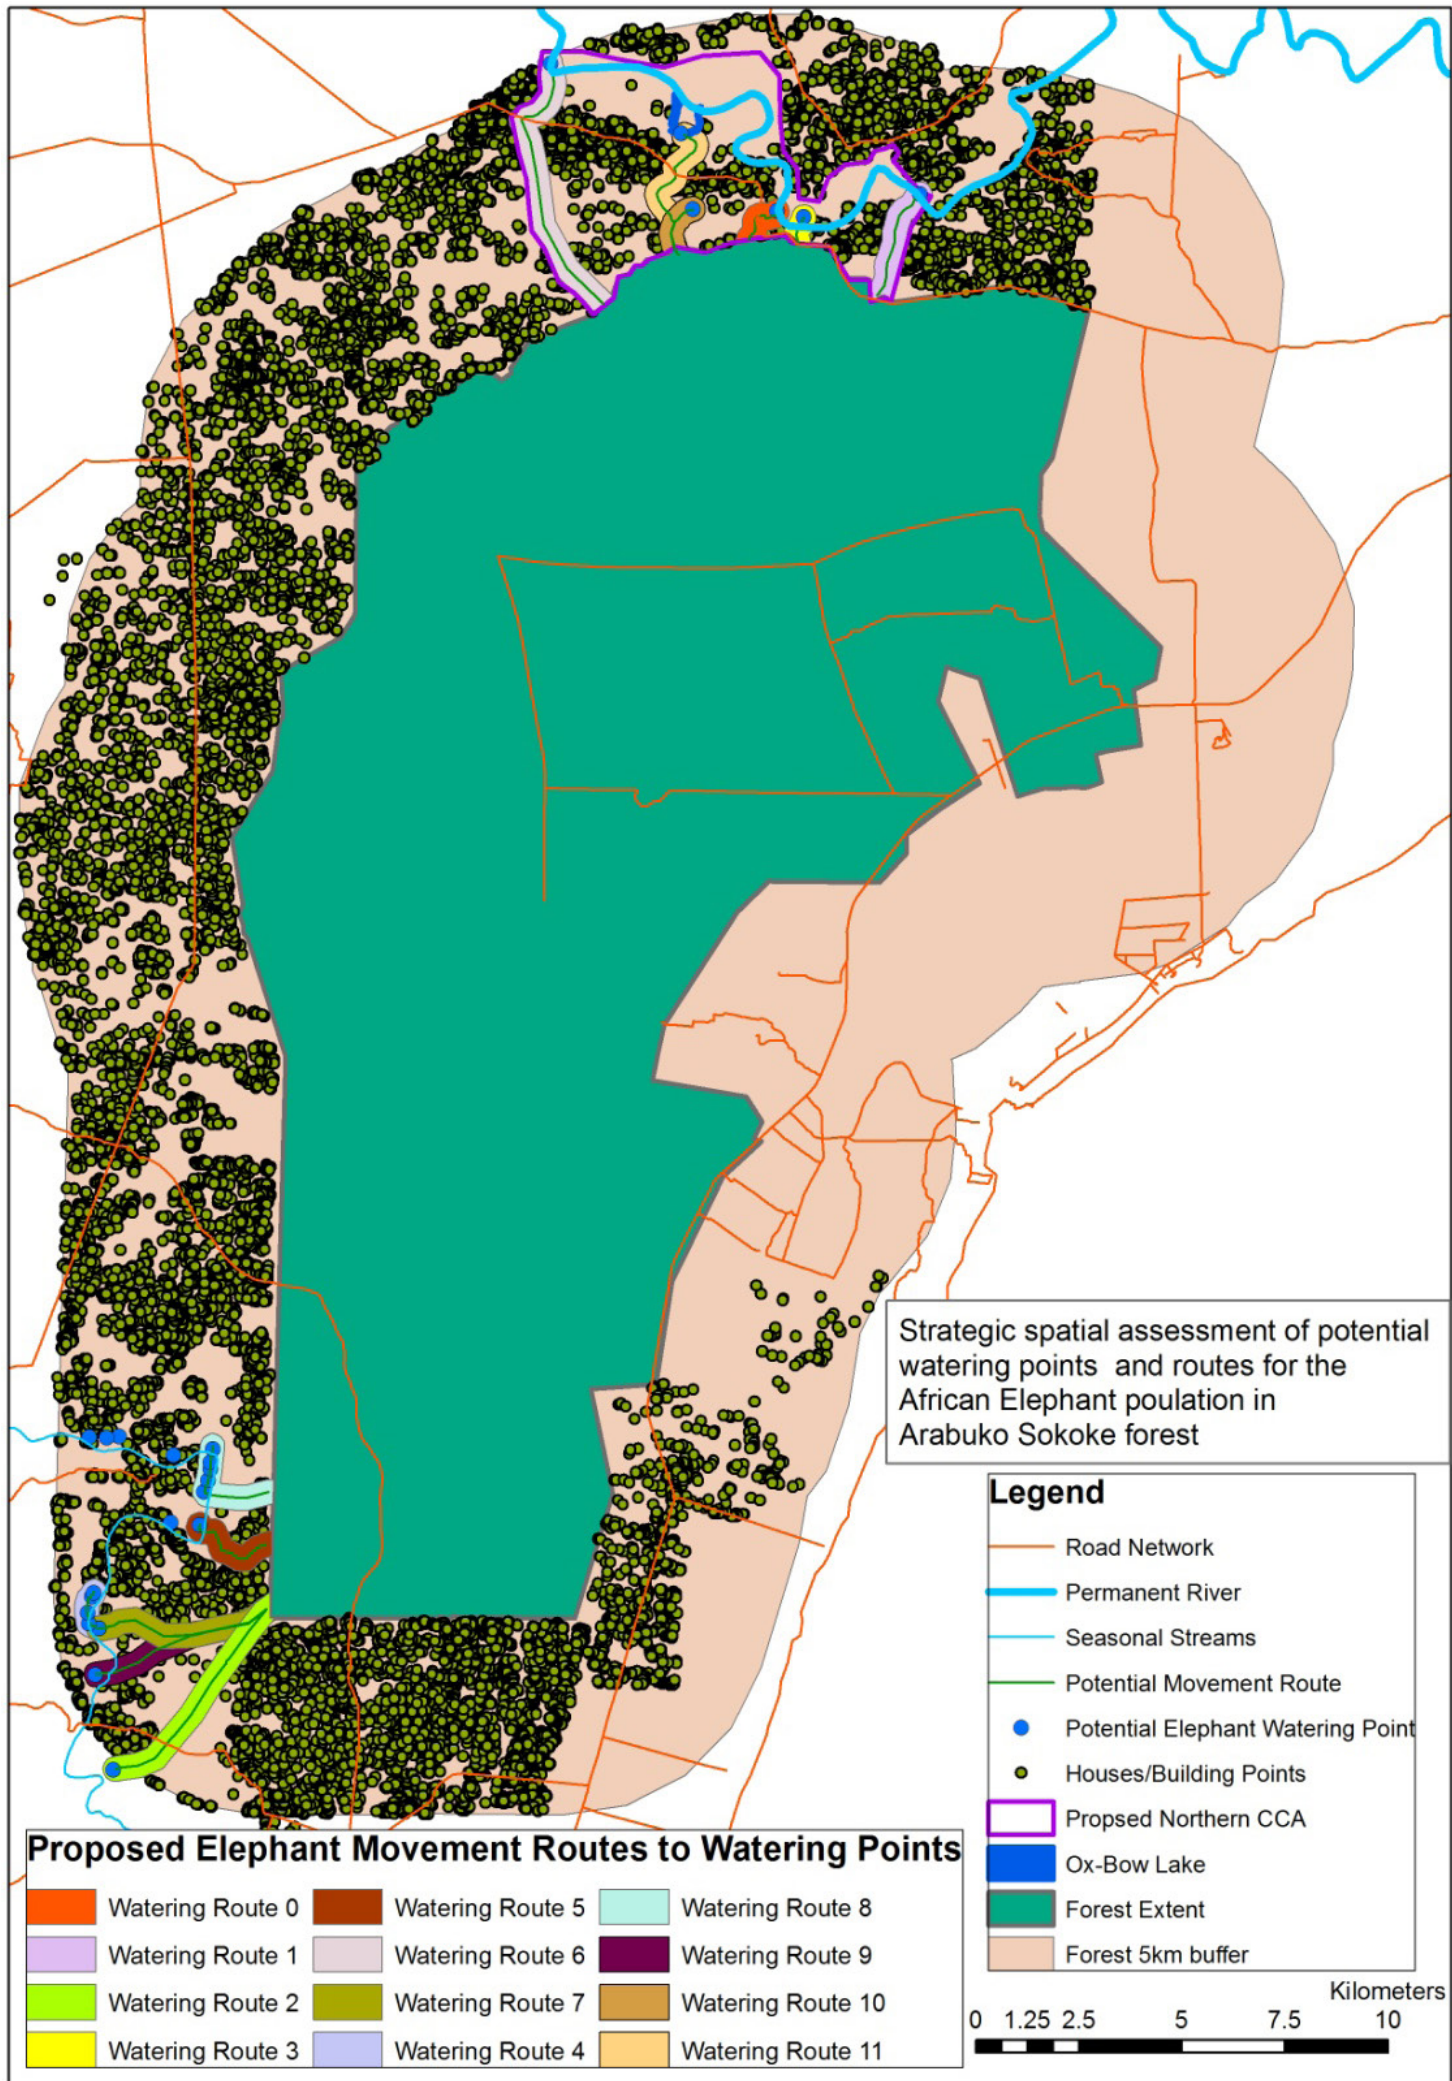 Strategic spatial assessment of potential
watering points and routes for the
African Elephant poulation in
Arabuko Sokoke forest
Legend
Road Network
Permanent River
Seasonal Streams
Potential Movement Route
Potential Elephant Watering Point
Houses/Building Points
Propsed Northern CCA
Ox-Bow Lake
Forest Extent
Forest 5km buffer
Kilometers
0 1.25 2.5 5 7.5 10
Proposed Elephant Movement Routes to Watering Points
Watering Route 0 Watering Route 5 Watering Route 8
Watering Route 1 Watering Route 6 Watering Route 9
Watering Route 2 Watering Route 7 Watering Route 10
Watering Route 3 Watering Route 4 Watering Route 11